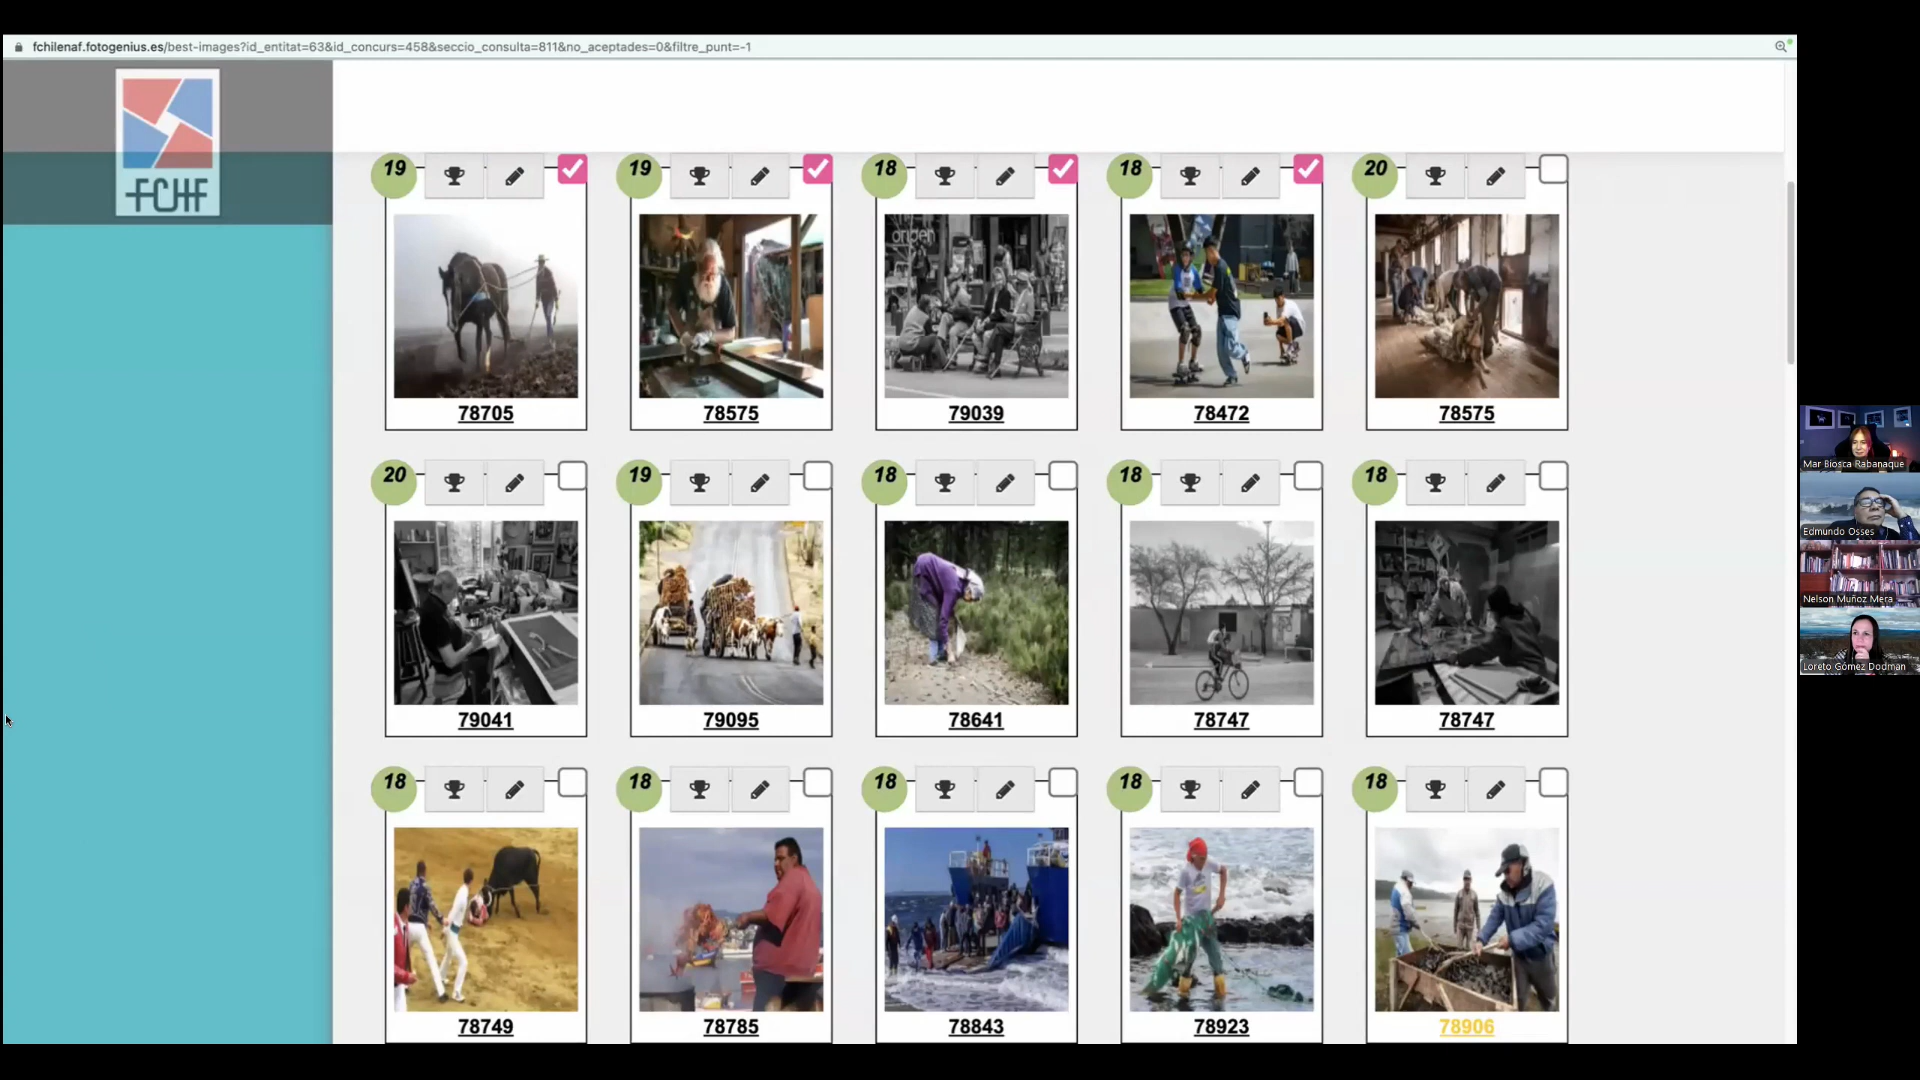 fchilenaf.fotogenius.es/best-images?id_entitat=63&id_concurs=458&seccio_consulta=811&no_aceptades=0&filtre_punt=-1
FCHF
19 19 18 18 20
origen
78705 78575 79039 78472 78575
20 19 18 18 18
79041 79095 78641 78747 78747
18 18 18 18 18
78749 78785 78843 78923 78906
Mar Biosca Rabanaque
Edmundo Osses
Nelson Muñoz Mera
Loreto Gómez Dodman